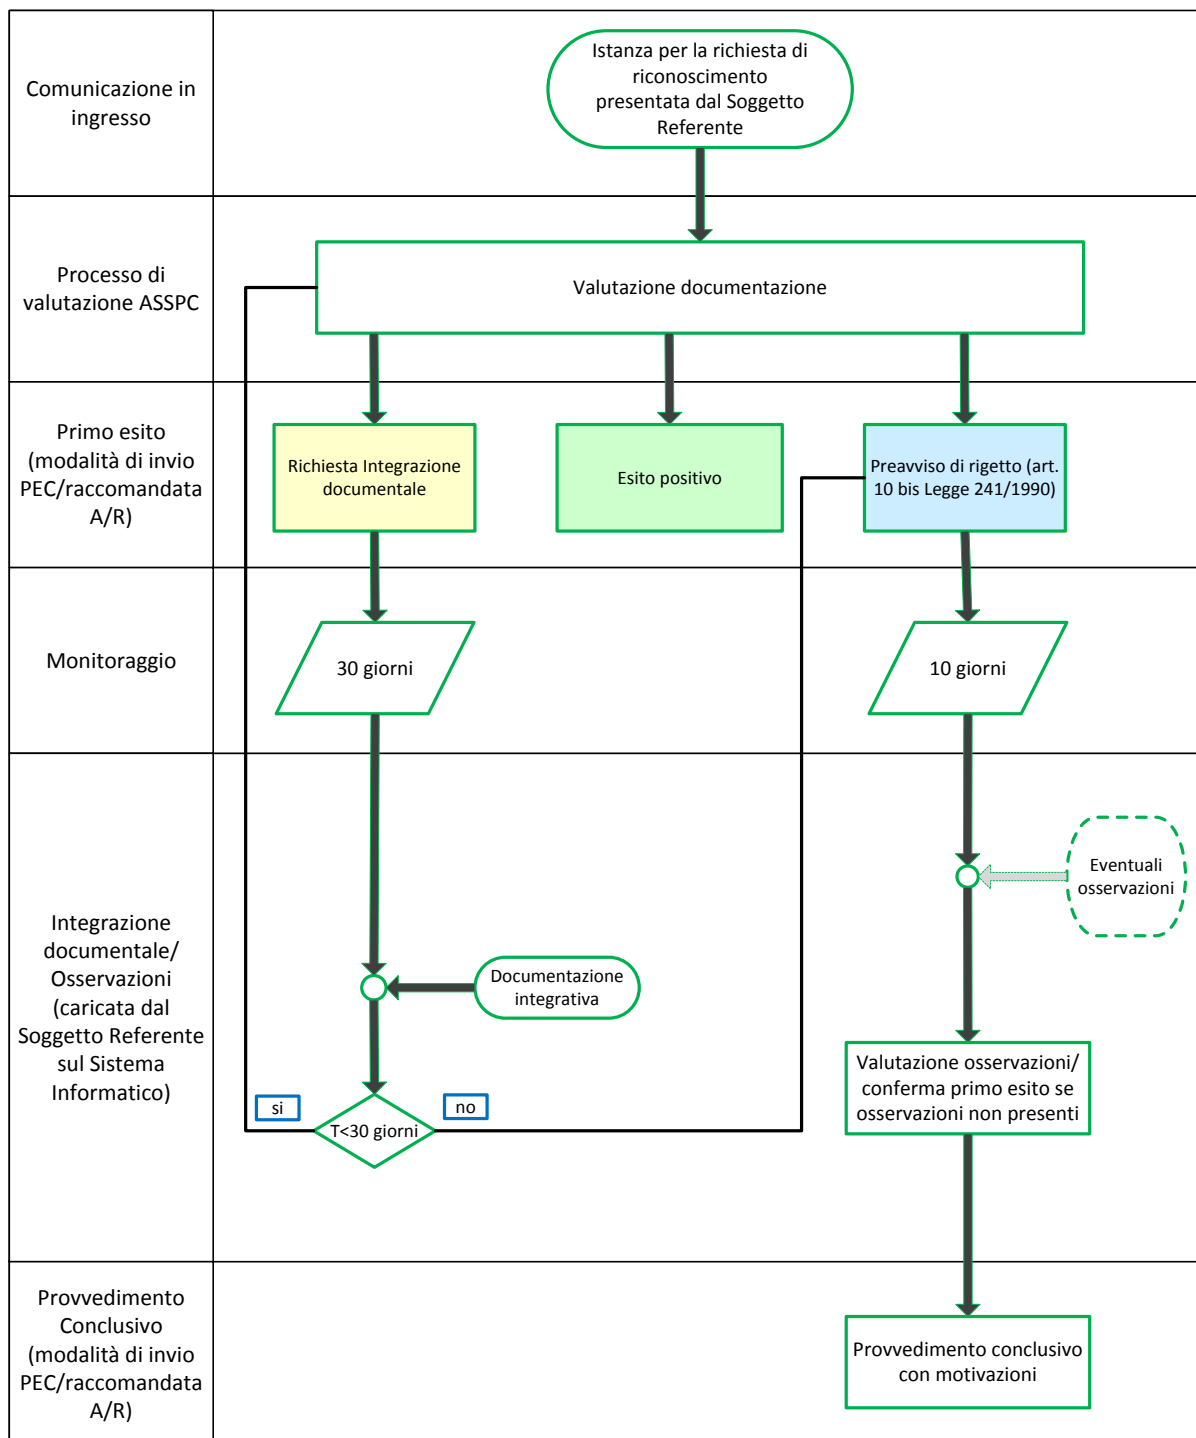 Comunicazione in
ingresso
Istanza per la richiesta di
riconoscimento
presentata dal Soggetto
Referente
Processo di
valutazione ASSPC
Valutazione documentazione
Primo esito
(modalità di invio
PEC/raccomandata
A/R)
Richiesta Integrazione
documentale
Esito positivo
Preavviso di rigetto (art.
10 bis Legge 241/1990)
Monitoraggio
30 giorni
10 giorni
Integrazione
documentale/
Osservazioni
(caricata dal
Soggetto Referente
sul Sistema
Informatico)
Eventuali
osservazioni
Documentazione
integrativa
si
no
T<30 giorni
Valutazione osservazioni/
conferma primo esito se
osservazioni non presenti
Provvedimento
Conclusivo
(modalità di invio
PEC/raccomandata
A/R)
Provvedimento conclusivo
con motivazioni